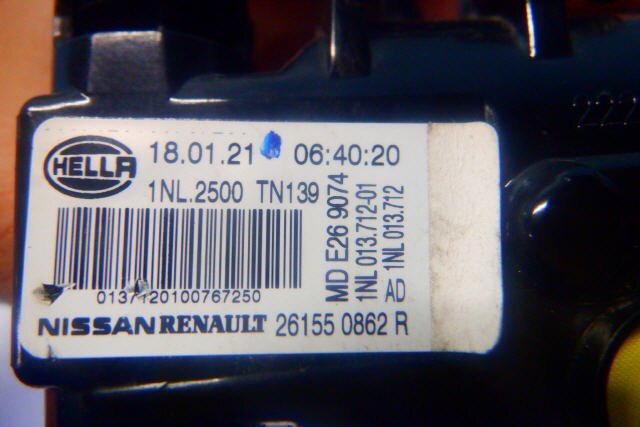 HELLA
18.01.21 06:40:20
1NL.2500 TN139
0137120100767250
NISSAN RENAULT 26155 0862 R
MD E26 9074
1NL 013.712-01
AD 1NL 013.712